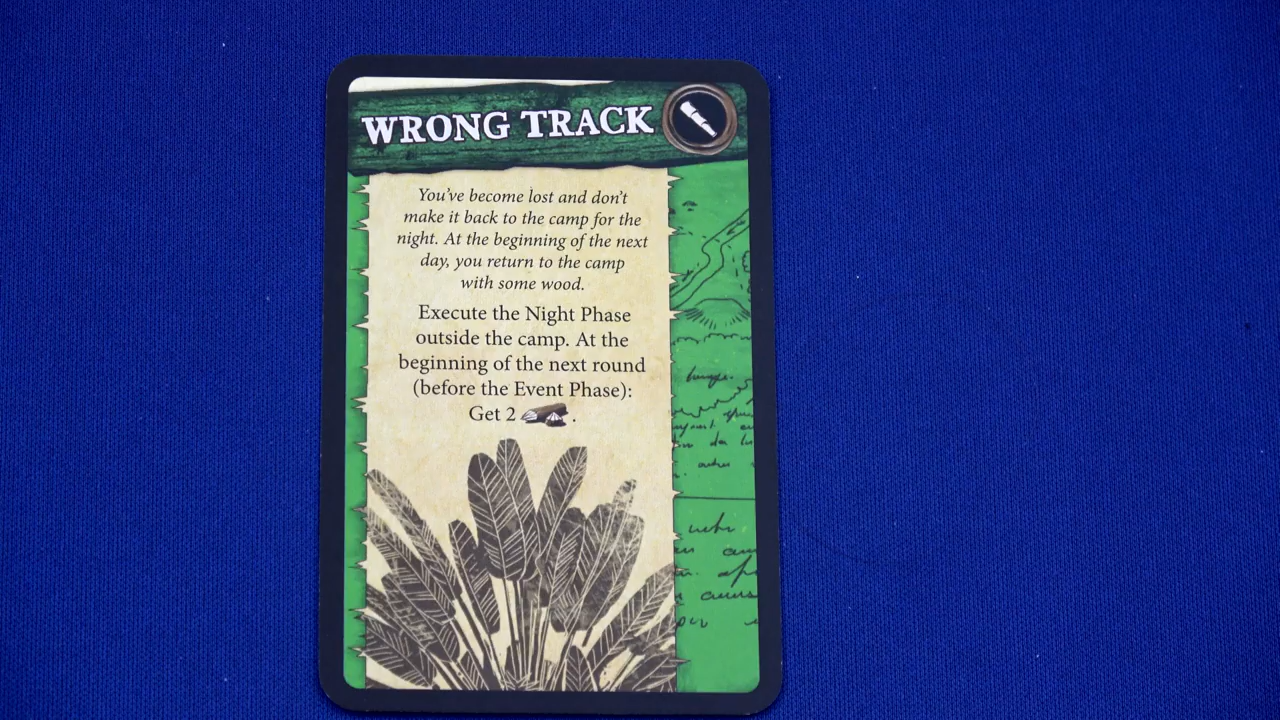 WRONG TRACK
You've become lost and don't
make it back to the camp for the
night. At the beginning of the next
day, you return to the camp
with some wood.
Execute the Night Phase
outside the camp. At the
beginning of the next round
(before the Event Phase):
Get 2 .